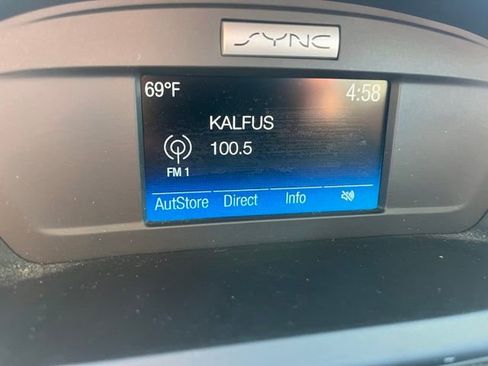 SYNC
69°F 4:58
KALFUS
100.5
FM 1
AutStore Direct Info